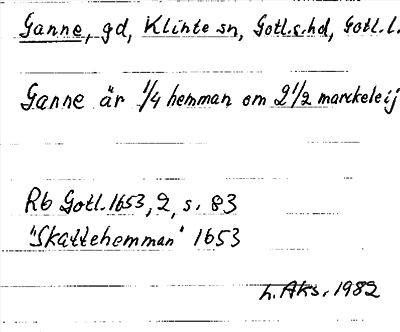 Ganne, gd, Klinte sn, Gotl.s.hd, Gotl.l.
Ganne är 1/4 hemman om 2 1/2 marckeleij
Rb Gotl. 1653, 2, s. 83
"Skattehemman" 1653
L. Aks. 1982